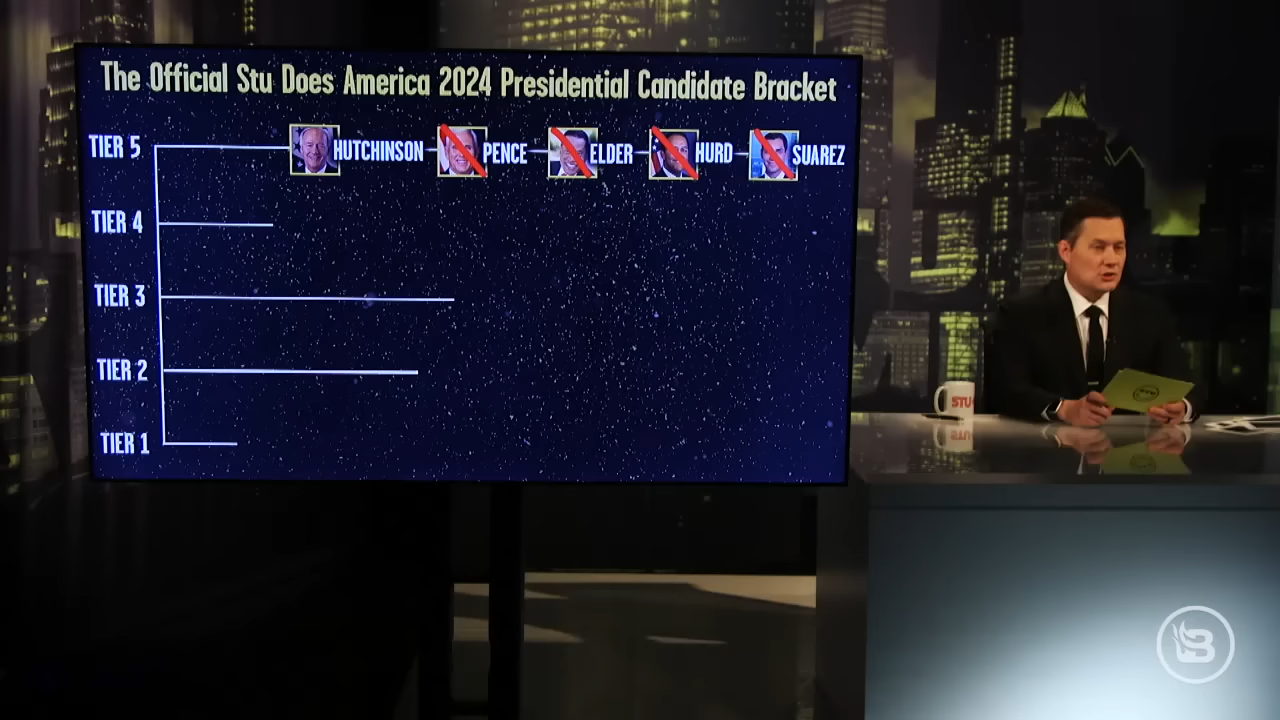 The Official Stu Does America 2024 Presidential Candidate Bracket
TIER 5 HUTCHINSON PENCE ELDER HURD SUAREZ
TIER 4
TIER 3
TIER 2
TIER 1
STU
B